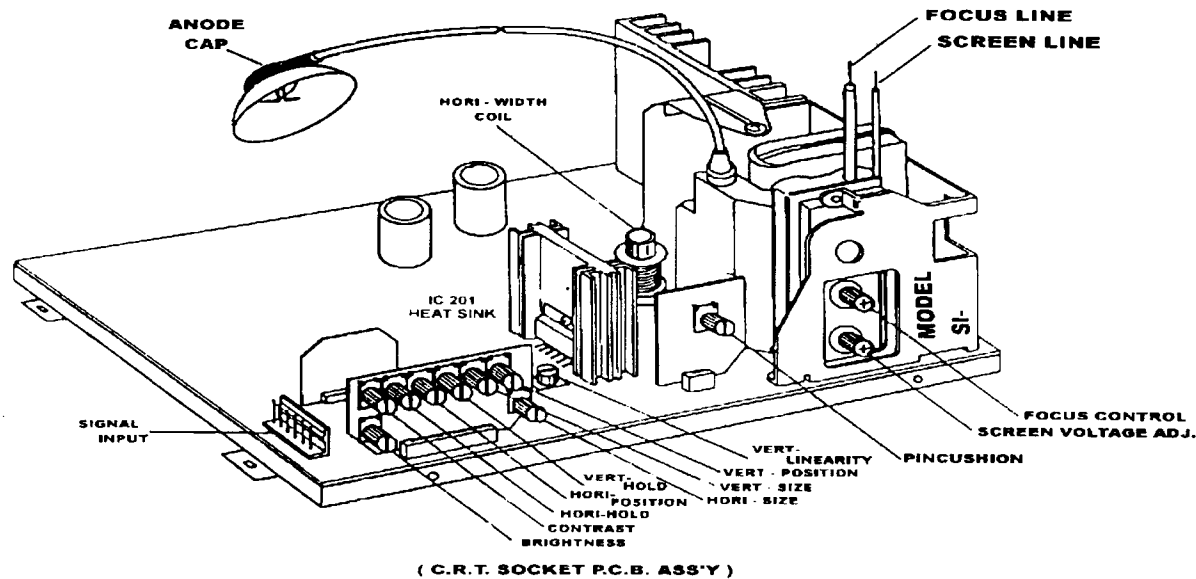 ANODE
CAP
FOCUS LINE
SCREEN LINE
HORI - WIDTH
COIL
IC 201
HEAT SINK
MODEL
SI-
SIGNAL
INPUT
FOCUS CONTROL
SCREEN VOLTAGE ADJ.
PINCUSHION
VERT-
LINEARITY
VERT - POSITION
VERT - SIZE
HORI - SIZE
VERT-
HOLD
HORI-
POSITION
HORI-HOLD
CONTRAST
BRIGHTNESS
( C.R.T. SOCKET P.C.B. ASS'Y )